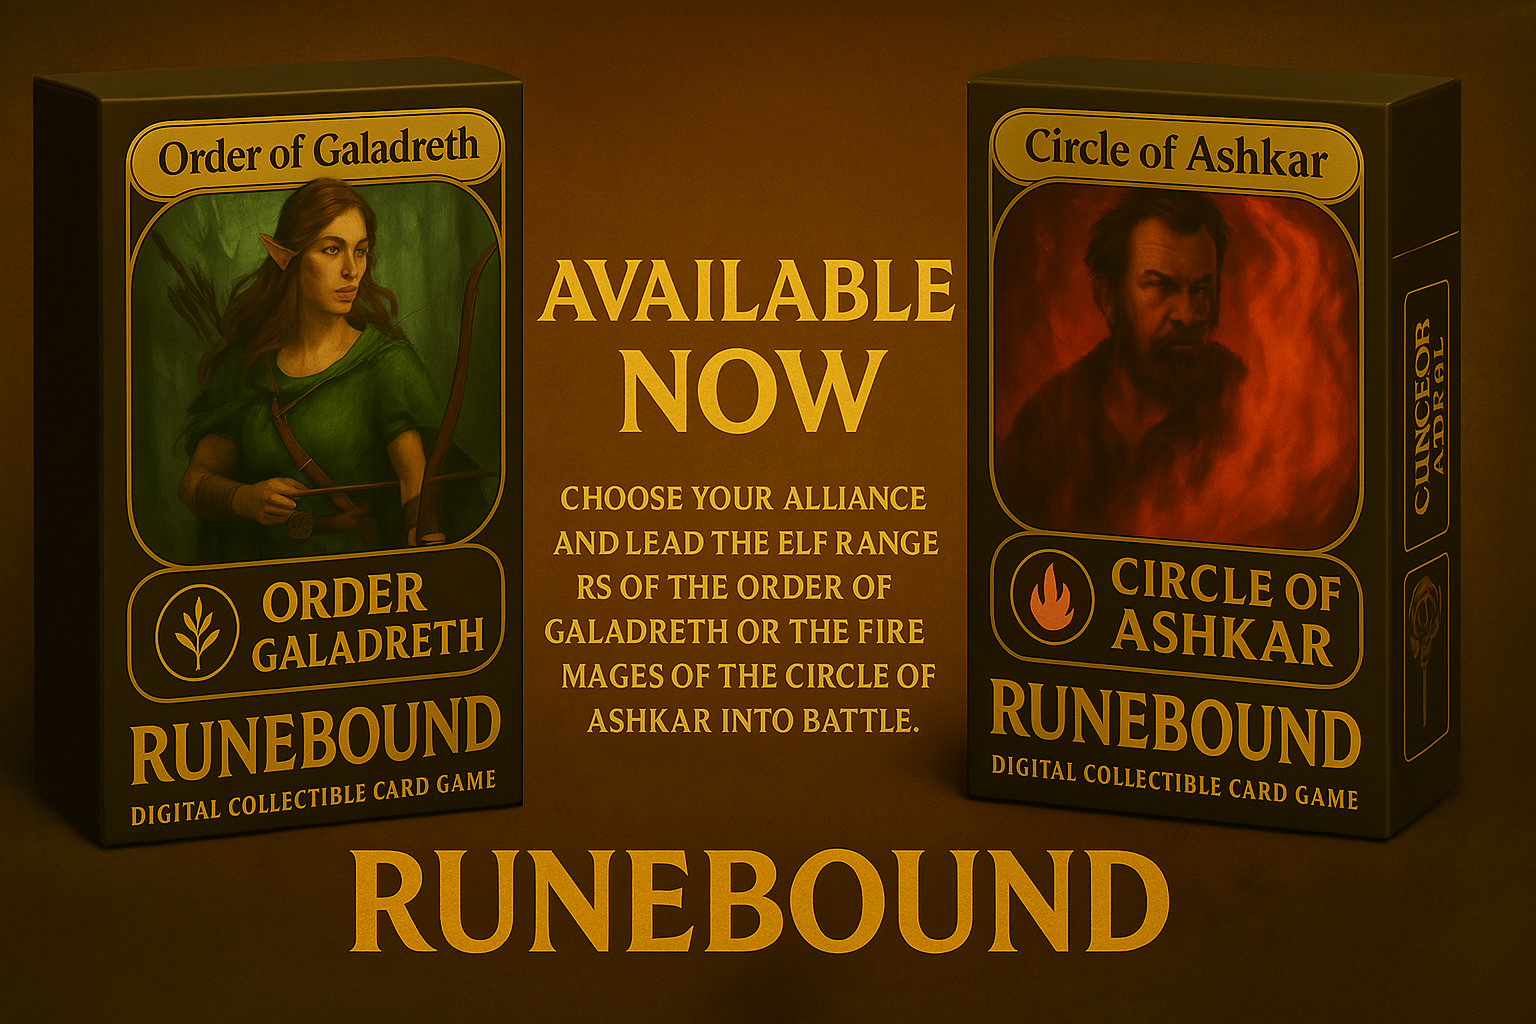 Order of Galadreth
ORDER
GALADRETH
RUNEBOUND
DIGITAL COLLECTIBLE CARD GAME
AVAILABLE
NOW
CHOOSE YOUR ALLIANCE
AND LEAD THE ELF RANGE
RS OF THE ORDER OF
GALADRETH OR THE FIRE
MAGES OF THE CIRCLE OF
ASHKAR INTO BATTLE.
Circle of Ashkar
CIRCLE OF
ASHKAR
RUNEBOUND
DIGITAL COLLECTIBLE CARD GAME
RUNEBOUND